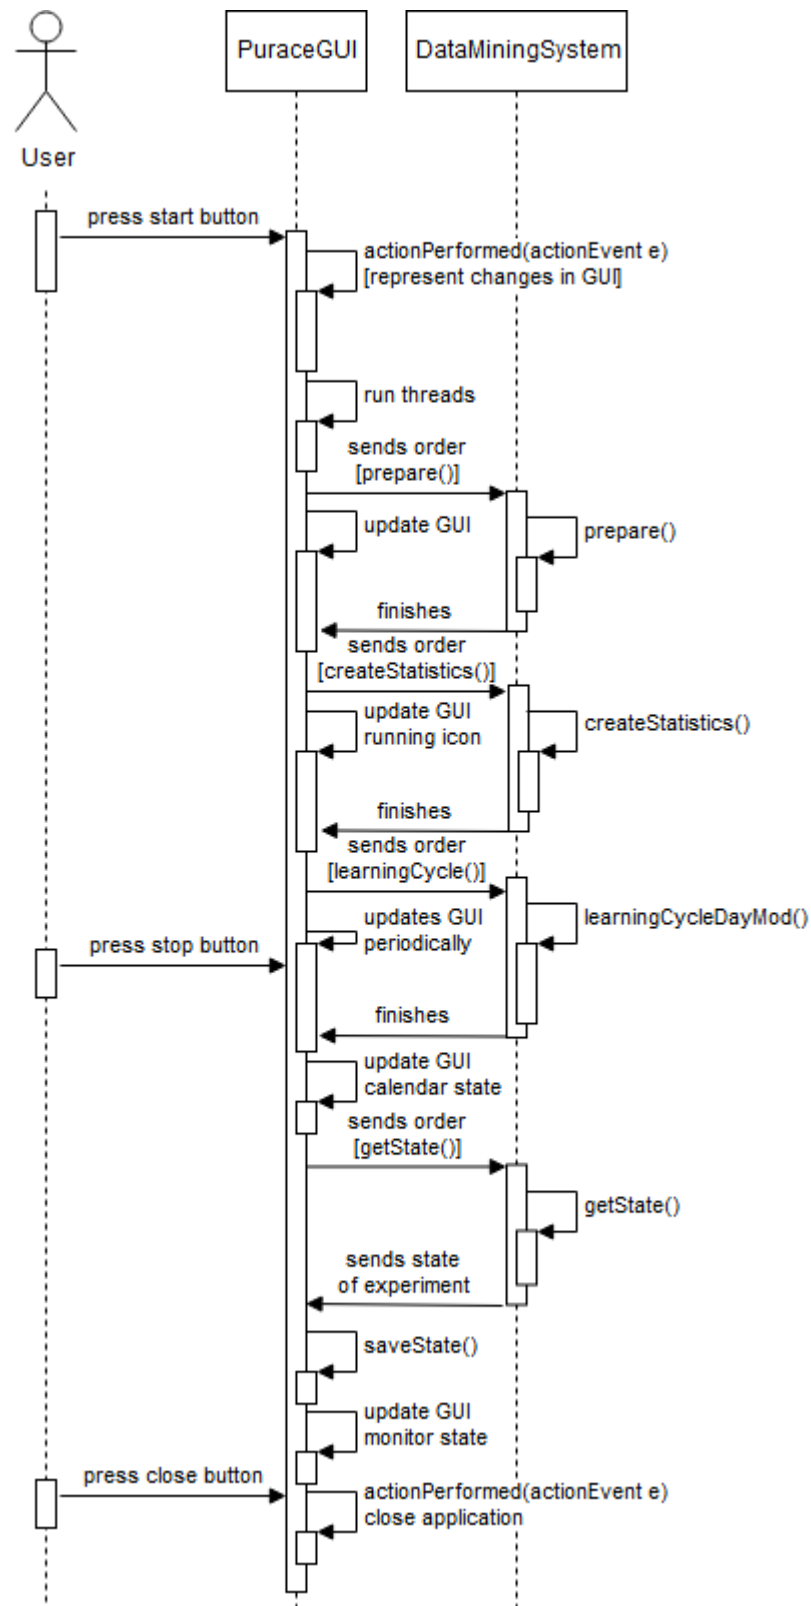 PuraceGUI
DataMiningSystem
User
press start button
actionPerformed(actionEvent e)
[represent changes in GUI]
run threads
sends order
[prepare()]
update GUI
prepare()
finishes
sends order
[createStatistics()]
update GUI
running icon
createStatistics()
finishes
sends order
[learningCycle()]
updates GUI
periodically
learningCycleDayMod()
press stop button
finishes
update GUI
calendar state
sends order
[getState()]
getState()
sends state
of experiment
saveState()
update GUI
monitor state
press close button
actionPerformed(actionEvent e)
close application